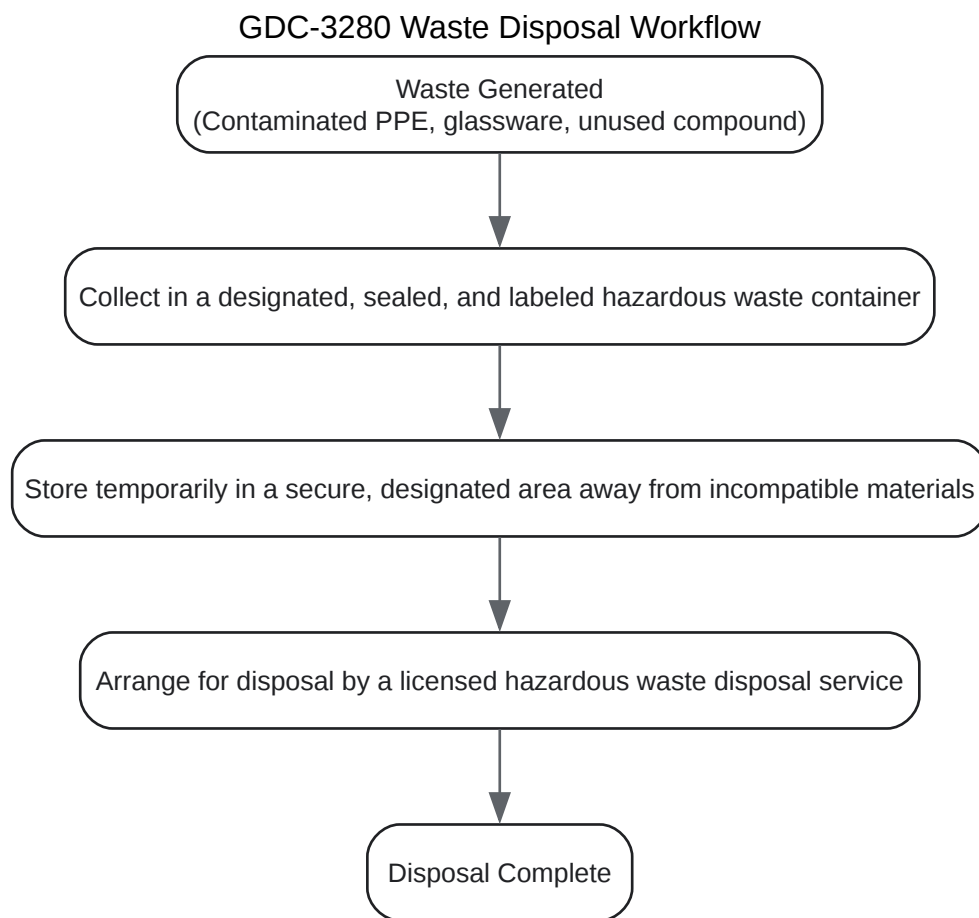 GDC-3280 Waste Disposal Workflow
Waste Generated
(Contaminated PPE, glassware, unused compound)
Collect in a designated, sealed, and labeled hazardous waste container
Store temporarily in a secure, designated area away from incompatible materials
Arrange for disposal by a licensed hazardous waste disposal service
Disposal Complete